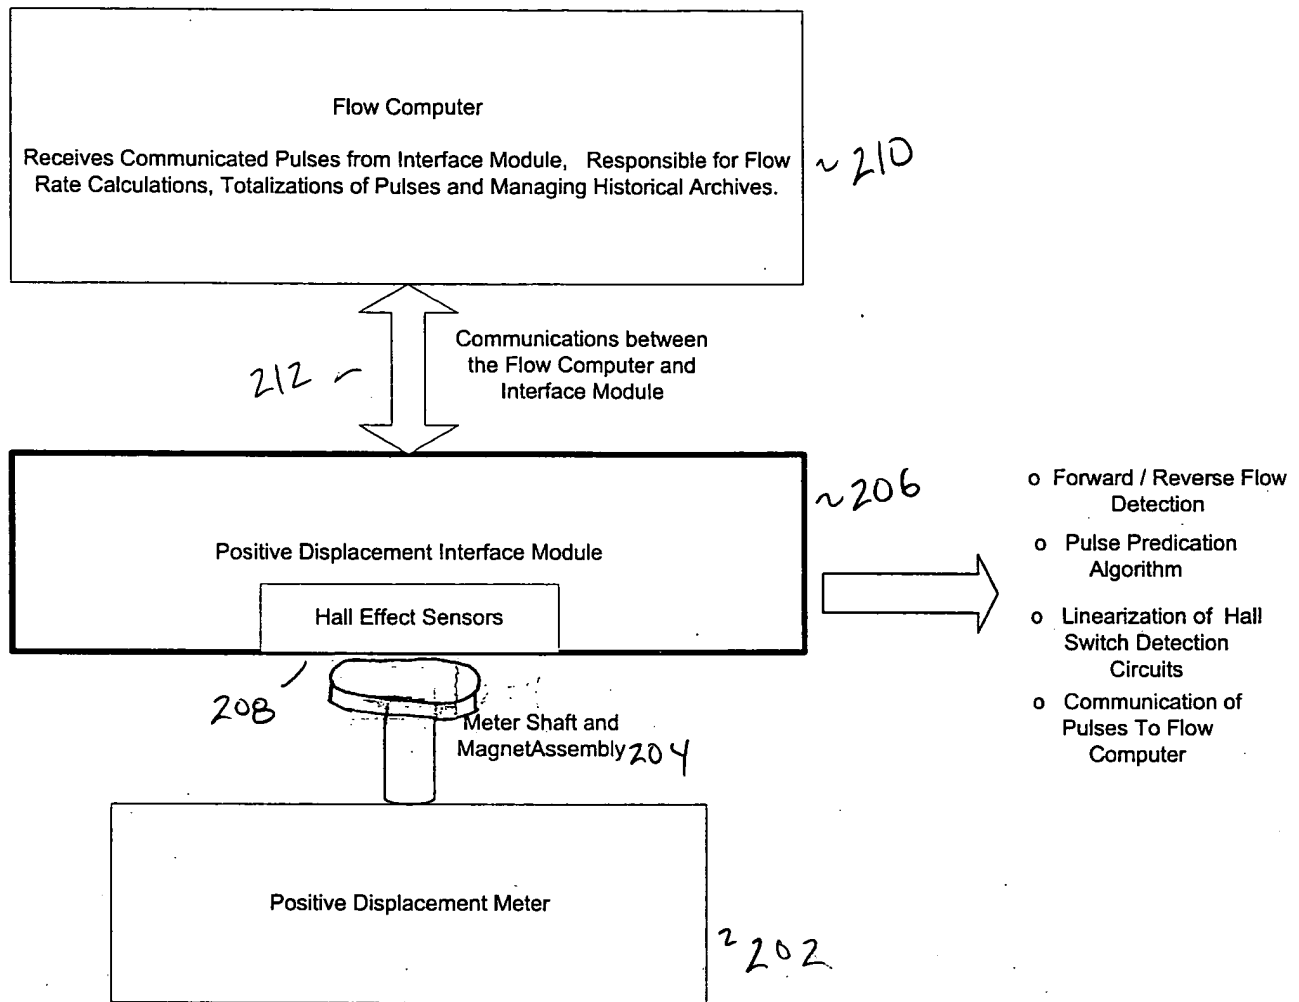 Flow Computer
Receives Communicated Pulses from Interface Module, Responsible for Flow
Rate Calculations, Totalizations of Pulses and Managing Historical Archives.
~ 210
Communications between
the Flow Computer and
Interface Module
212 ~
Positive Displacement Interface Module
~206
Hall Effect Sensors
208
o Forward / Reverse Flow
Detection
o Pulse Predication
Algorithm
o Linearization of Hall
Switch Detection
Circuits
o Communication of
Pulses To Flow
Computer
Meter Shaft and
MagnetAssembly 204
Positive Displacement Meter
~ 202